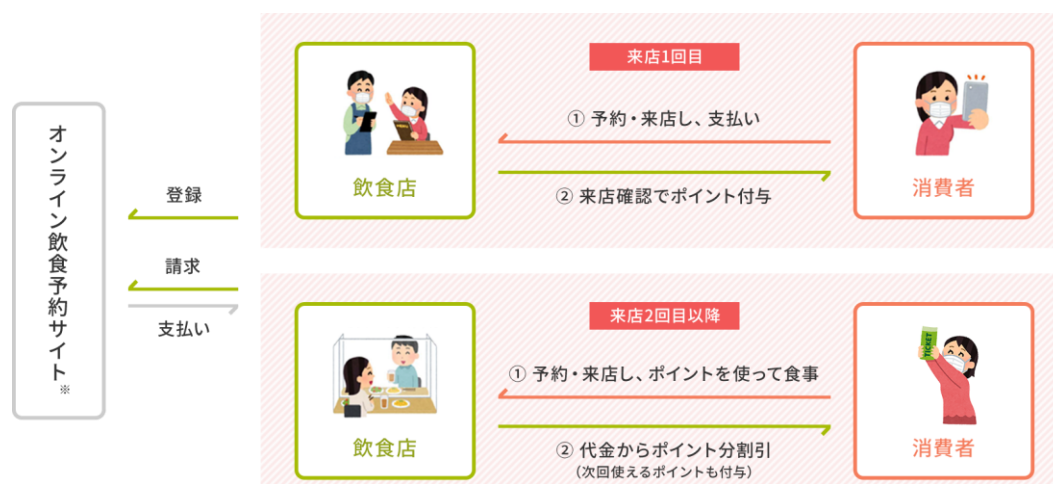 オンライン飲食予約サイト※
登録
請求
支払い
来店1回目
飲食店
① 予約・来店し、支払い
② 来店確認でポイント付与
消費者
来店2回目以降
飲食店
① 予約・来店し、ポイントを使って食事
② 代金からポイント分割引
（次回使えるポイントも付与）
TICKET
消費者